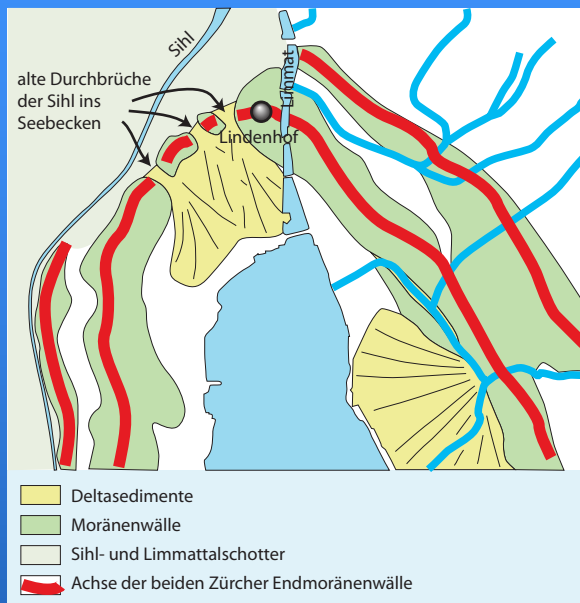 Sihl
alte Durchbrüche
der Sihl ins
Seebecken
Limmat
Lindenhof
Deltasedimente
Moränenwälle
Sihl- und Limmattalschotter
Achse der beiden Zürcher Endmoränenwälle